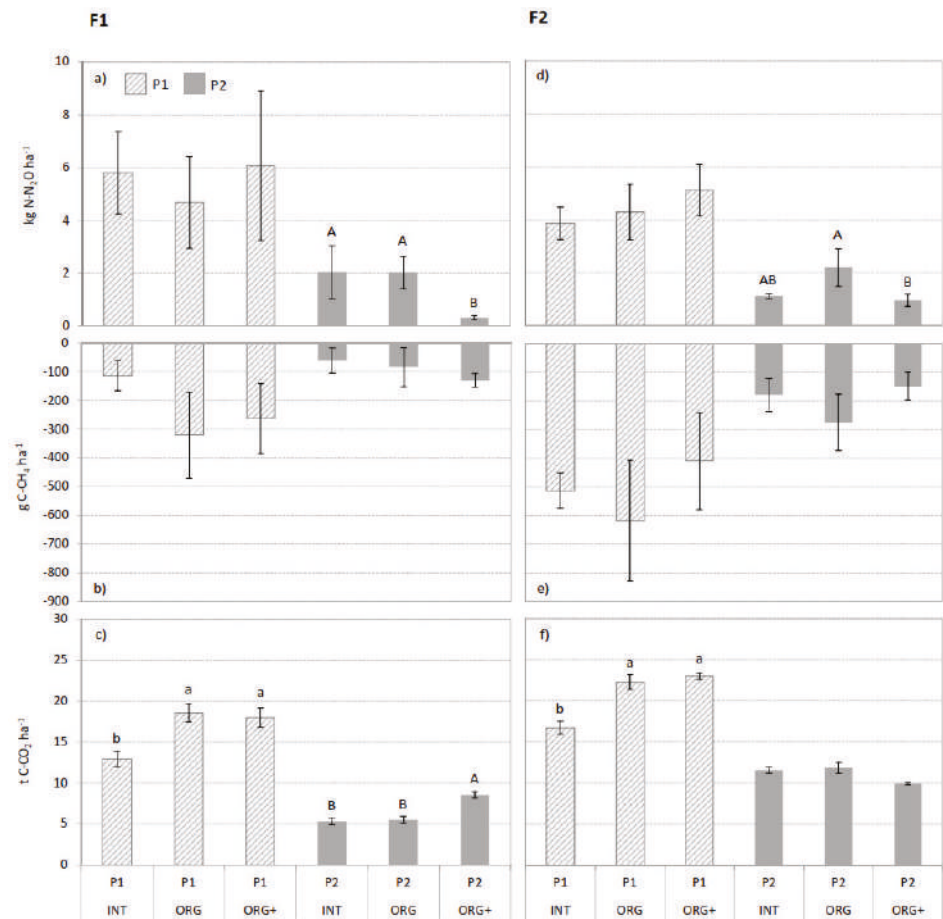 F1 F2
a) P1 P2 d)
10
8
6
4
2
0
kg N-N₂O ha⁻¹
A A B
AB A B
0
-100
-200
-300
-400
-500
-600
-700
-800
-900
g C-CH₄ ha⁻¹
b) e)
30
25
20
15
10
5
0
t C-CO₂ ha⁻¹
c) f)
b a a B B A
b a a
P1 P1 P1 P2 P2 P2 P1 P1 P1 P2 P2 P2
INT ORG ORG+ INT ORG ORG+ INT ORG ORG+ INT ORG ORG+